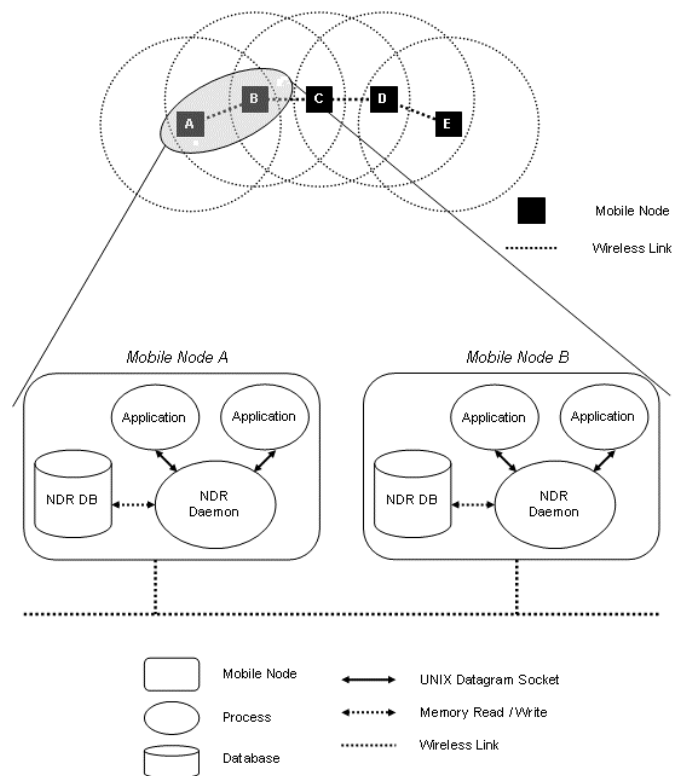 A
B
C
D
E
Mobile Node
Wireless Link
Mobile Node A
Mobile Node B
Application
Application
NDR DB
NDR
Daemon
Application
Application
NDR DB
NDR
Daemon
Mobile Node
UNIX Datagram Socket
Process
Memory Read / Write
Database
Wireless Link